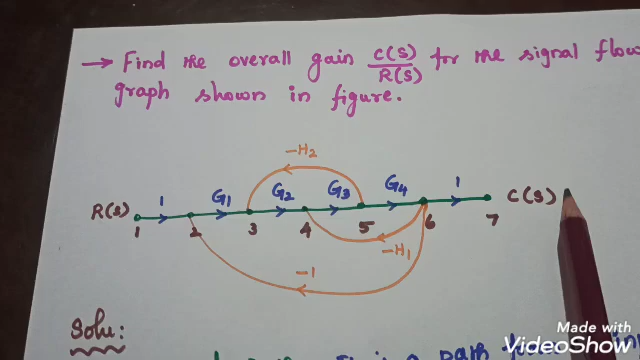 → Find the overall gain C(S)/R(S) for the signal flow
graph shown in figure.
-H2
R(S) 1 G1 G2 G3 G4 1 C(S)
1 2 3 4 5 6 7
-H1
-1
Solu:
Made with
VideoShow